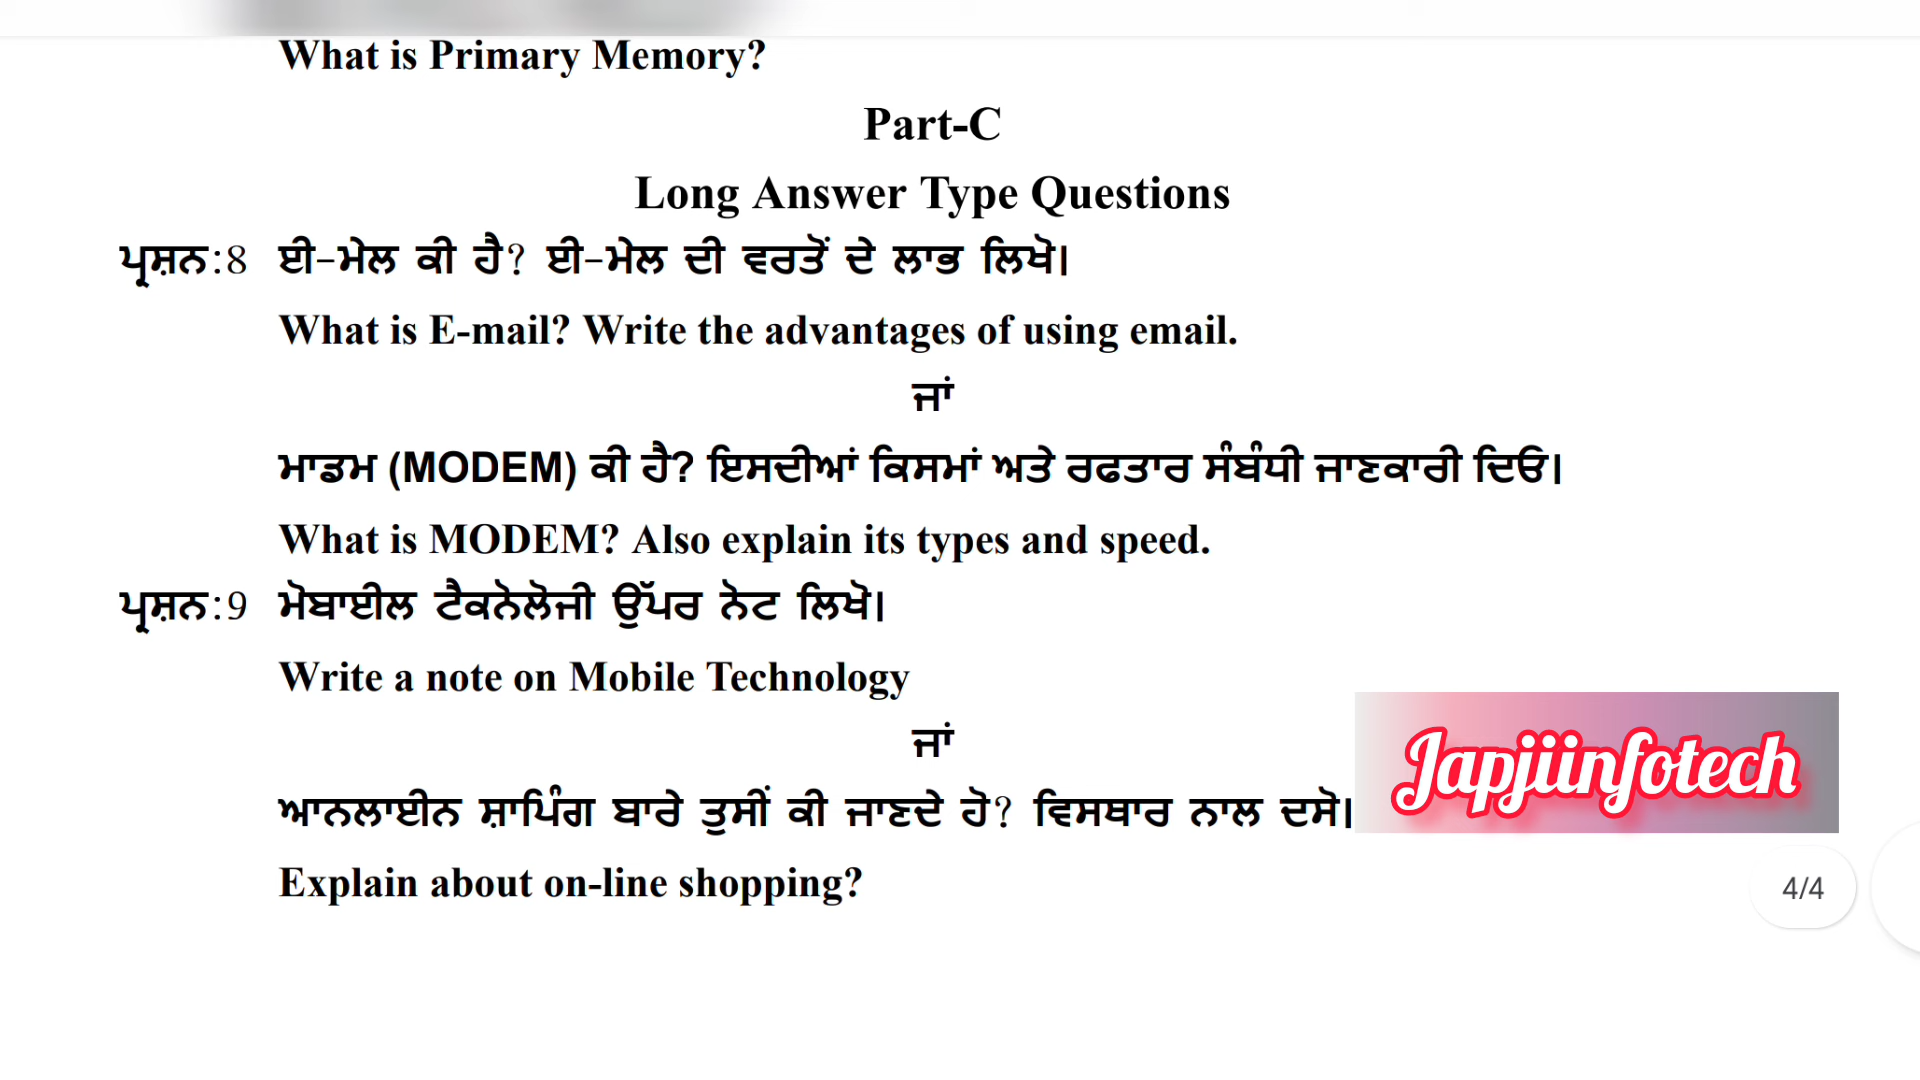 What is Primary Memory?
Part-C
Long Answer Type Questions
ਪ੍ਰਸ਼ਨ:8 ਈ-ਮੇਲ ਕੀ ਹੈ? ਈ-ਮੇਲ ਦੀ ਵਰਤੋਂ ਦੇ ਲਾਭ ਲਿਖੋ।
What is E-mail? Write the advantages of using email.
ਜਾਂ
ਮਾਡਮ (MODEM) ਕੀ ਹੈ? ਇਸਦੀਆਂ ਕਿਸਮਾਂ ਅਤੇ ਰਫਤਾਰ ਸੰਬੰਧੀ ਜਾਣਕਾਰੀ ਦਿਓ।
What is MODEM? Also explain its types and speed.
ਪ੍ਰਸ਼ਨ:9 ਮੋਬਾਈਲ ਟੈਕਨੋਲੋਜੀ ਉੱਪਰ ਨੋਟ ਲਿਖੋ।
Write a note on Mobile Technology
ਜਾਂ
ਆਨਲਾਈਨ ਸ਼ਾਪਿੰਗ ਬਾਰੇ ਤੁਸੀਂ ਕੀ ਜਾਣਦੇ ਹੋ? ਵਿਸਥਾਰ ਨਾਲ ਦਸੋ।
Japjiinfotech
Explain about on-line shopping?
4/4